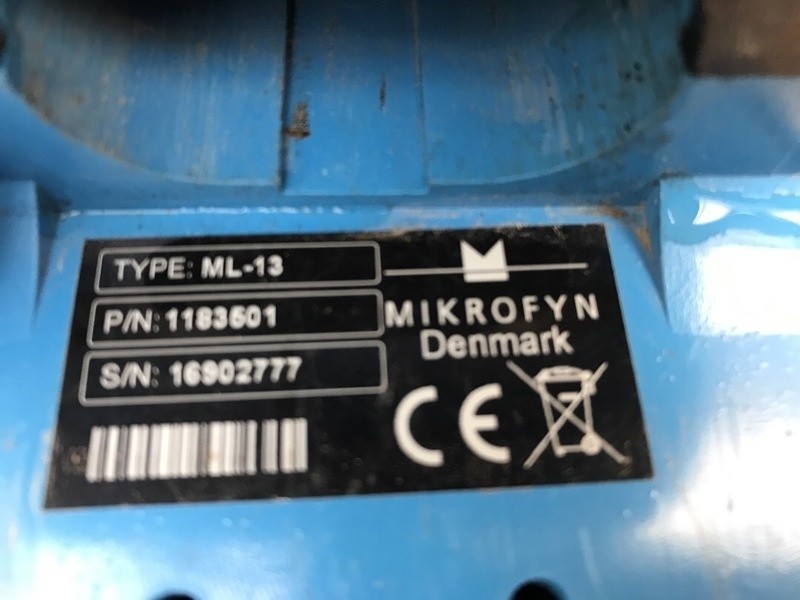 TYPE: ML-13
P/N: 1183501
S/N: 16902777
MIKROFYN
Denmark
CE